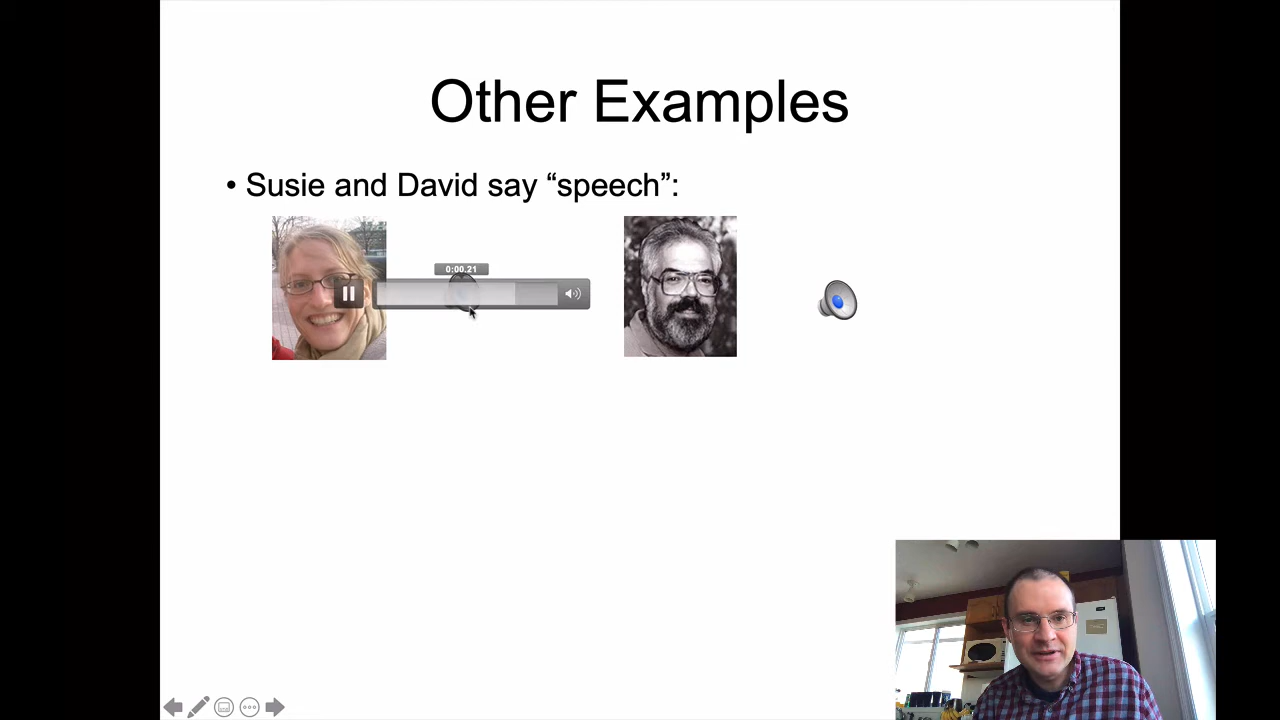 Other Examples
• Susie and David say “speech”:
0:00.21